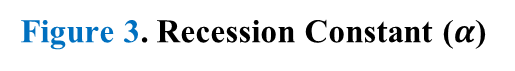 Figure 3. Recession Constant (α)